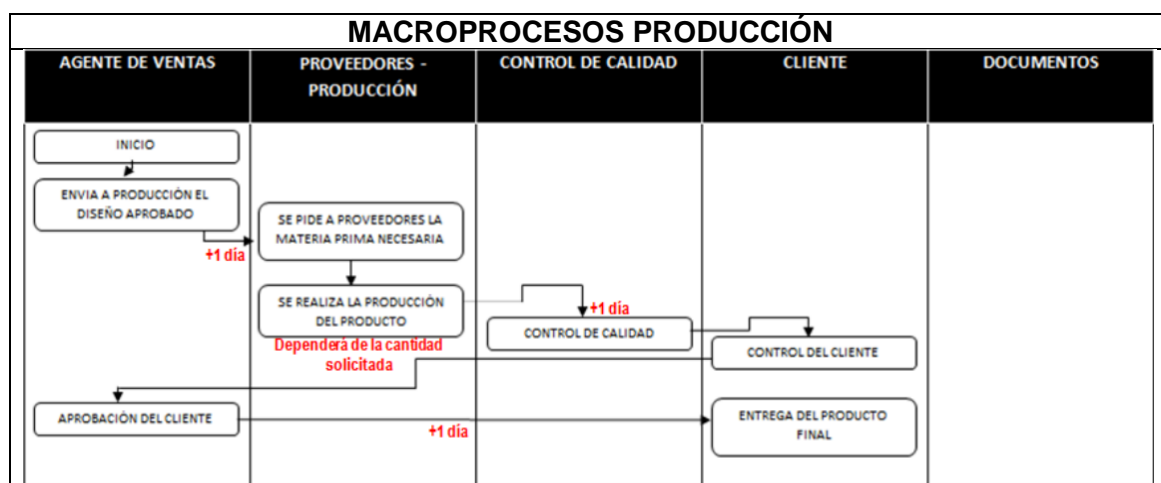 MACROPROCESOS PRODUCCIÓN
AGENTE DE VENTAS
PROVEEDORES -
PRODUCCIÓN
CONTROL DE CALIDAD
CLIENTE
DOCUMENTOS
INICIO
ENVIA A PRODUCCIÓN EL
DISEÑO APROBADO
+1 día
SE PIDE A PROVEEDORES LA
MATERIA PRIMA NECESARIA
SE REALIZA LA PRODUCCIÓN
DEL PRODUCTO
Dependerá de la cantidad
solicitada
+1 día
CONTROL DE CALIDAD
CONTROL DEL CLIENTE
APROBACIÓN DEL CLIENTE
+1 día
ENTREGA DEL PRODUCTO
FINAL